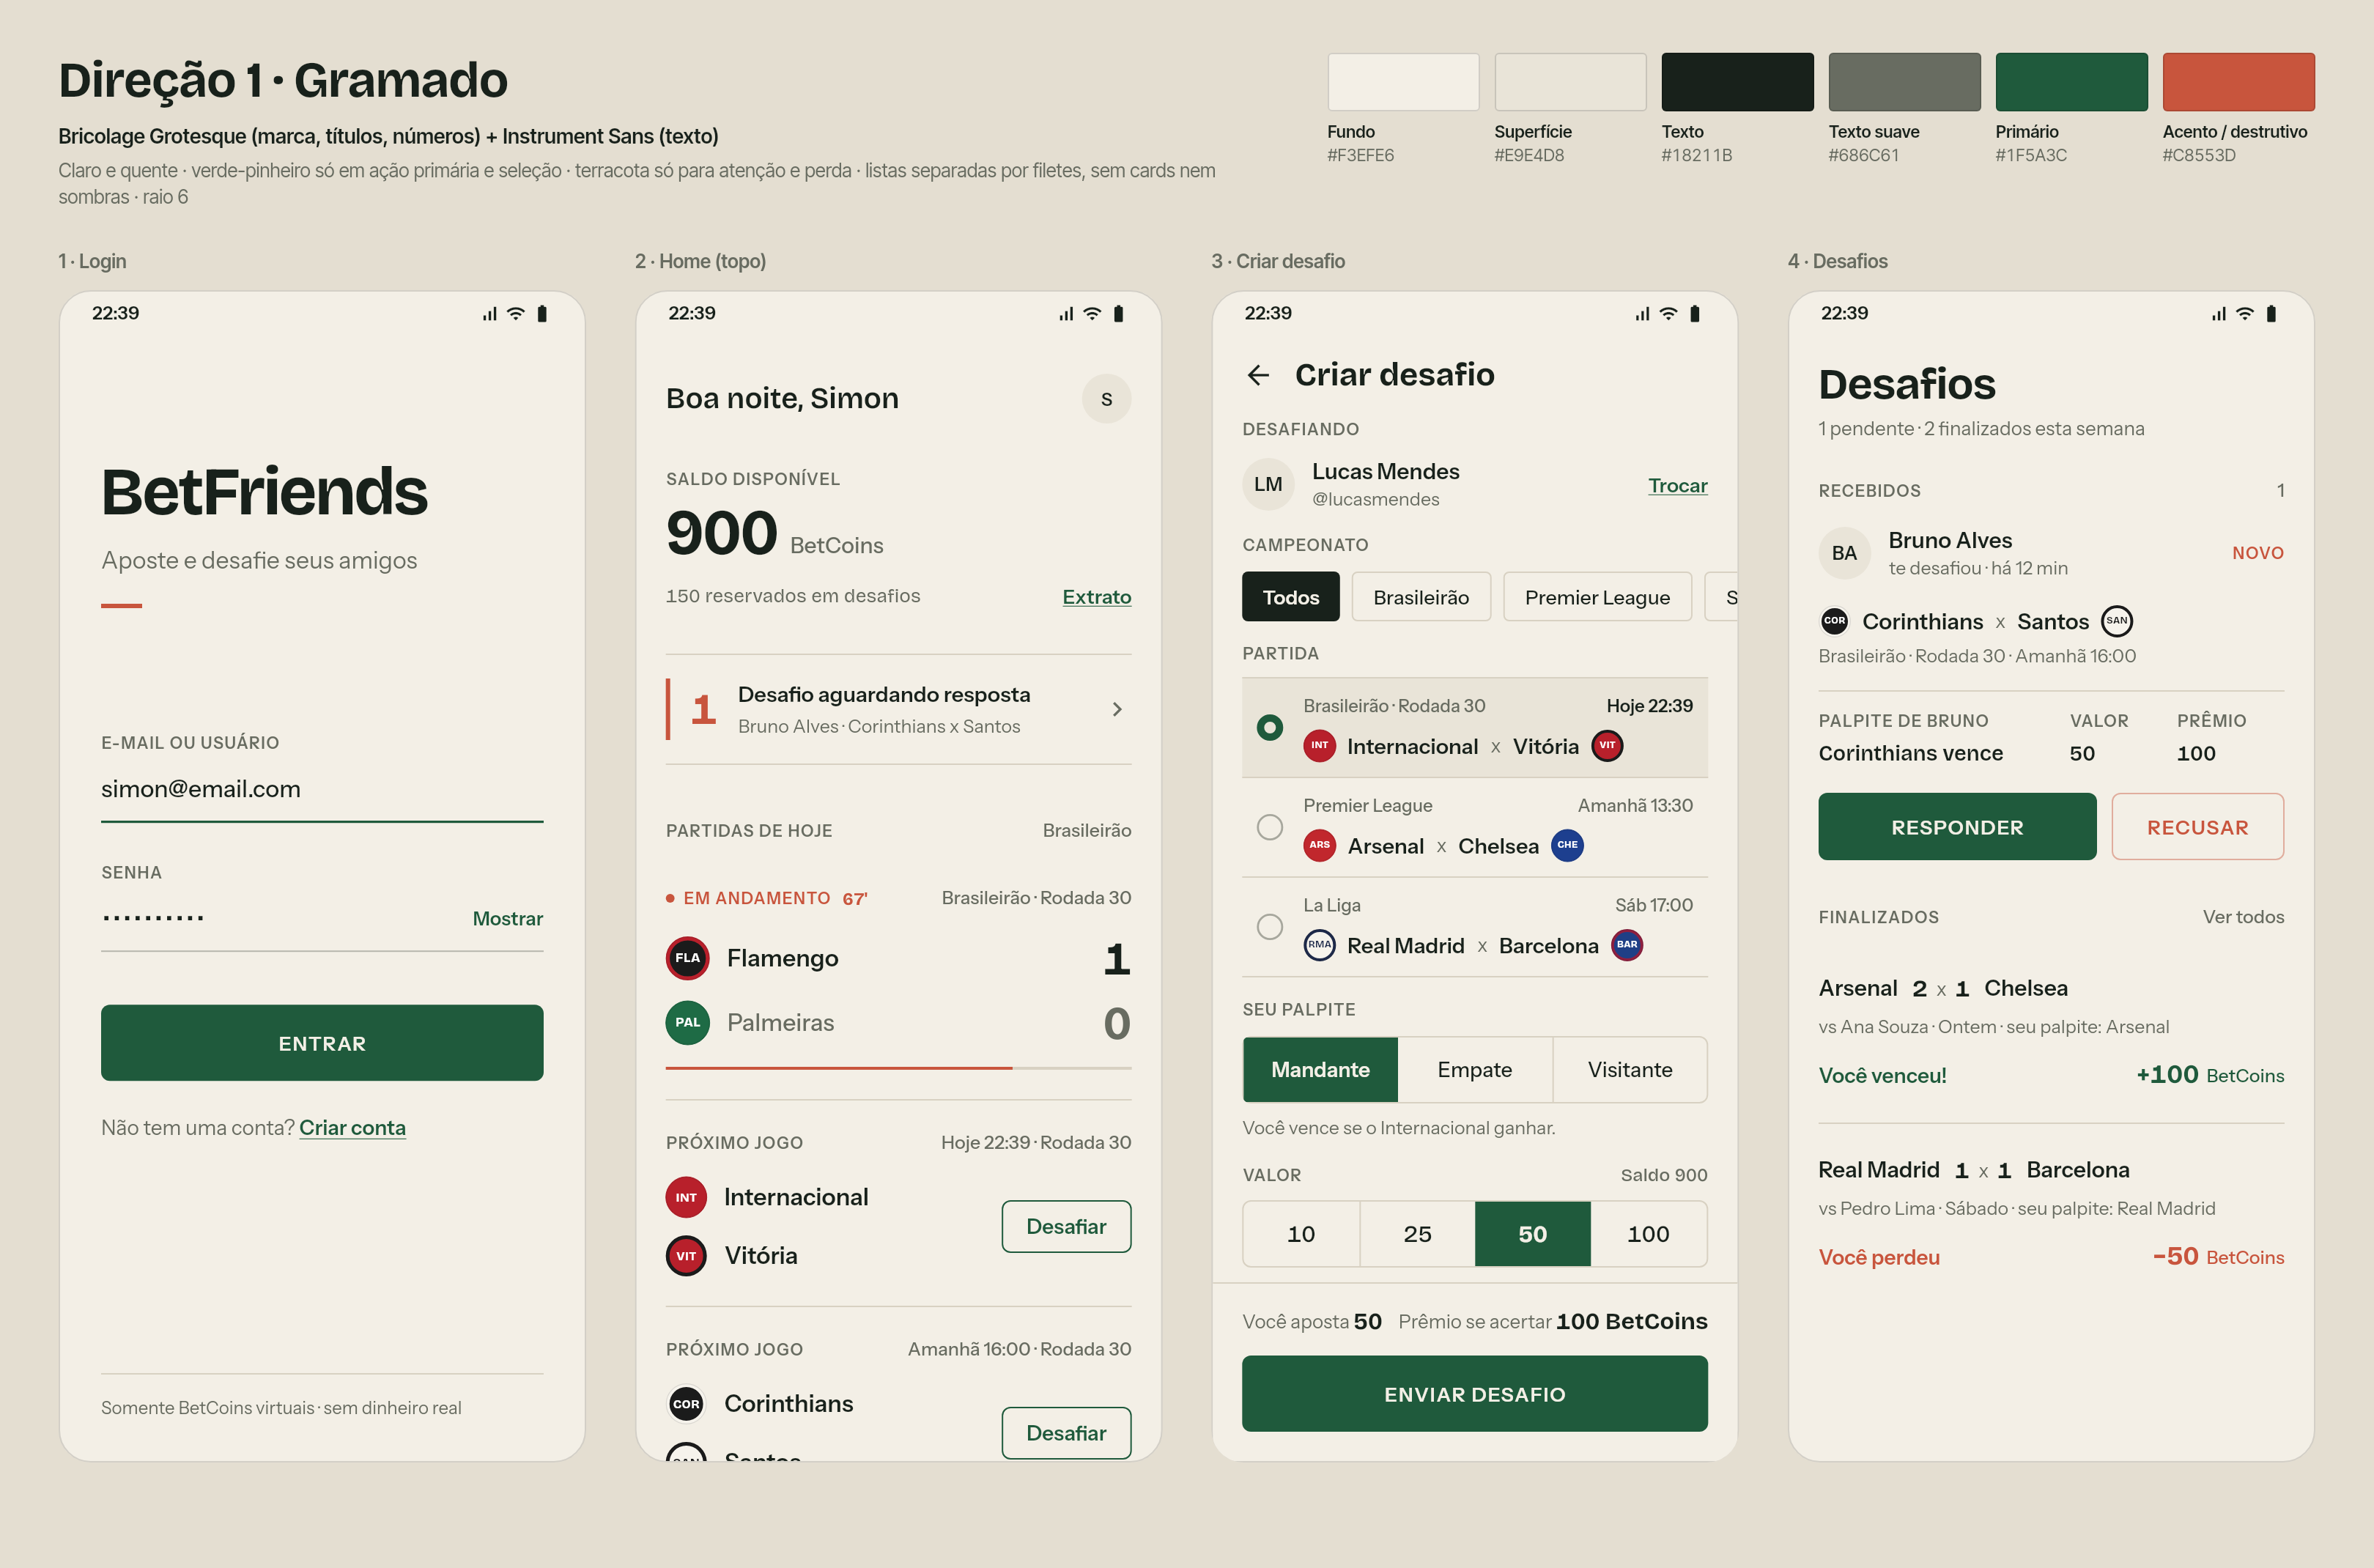 Direção 1 · Gramado
Bricolage Grotesque (marca, títulos, números) + Instrument Sans (texto)
Claro e quente · verde-pinheiro só em ação primária e seleção · terracota só para atenção e perda · listas separadas por filetes, sem cards nem
sombras · raio 6
Fundo
#F3EFE6
Superfície
#E9E4D8
Texto
#18211B
Texto suave
#686C61
Primário
#1F5A3C
Acento / destrutivo
#C8553D
1 · Login
22:39
BetFriends
Aposte e desafie seus amigos
E-MAIL OU USUÁRIO
simon@email.com
SENHA
••••••••••
Mostrar
ENTRAR
Não tem uma conta? Criar conta
Somente BetCoins virtuais · sem dinheiro real
2 · Home (topo)
22:39
Boa noite, Simon
S
SALDO DISPONÍVEL
900 BetCoins
150 reservados em desafios
Extrato
1
Desafio aguardando resposta
Bruno Alves · Corinthians x Santos
PARTIDAS DE HOJE
Brasileirão
EM ANDAMENTO 67'
Brasileirão · Rodada 30
FLA Flamengo 1
PAL Palmeiras 0
PRÓXIMO JOGO
Hoje 22:39 · Rodada 30
INT Internacional
VIT Vitória
Desafiar
PRÓXIMO JOGO
Amanhã 16:00 · Rodada 30
COR Corinthians
SAN Santos
Desafiar
3 · Criar desafio
22:39
Criar desafio
DESAFIANDO
LM
Lucas Mendes
@lucasmendes
Trocar
CAMPEONATO
Todos
Brasileirão
Premier League
S
PARTIDA
Brasileirão · Rodada 30
Hoje 22:39
INT Internacional x Vitória VIT
Premier League
Amanhã 13:30
ARS Arsenal x Chelsea CHE
La Liga
Sáb 17:00
RMA Real Madrid x Barcelona BAR
SEU PALPITE
Mandante
Empate
Visitante
Você vence se o Internacional ganhar.
VALOR
Saldo 900
10
25
50
100
Você aposta 50
Prêmio se acertar 100 BetCoins
ENVIAR DESAFIO
4 · Desafios
22:39
Desafios
1 pendente · 2 finalizados esta semana
RECEBIDOS
1
BA
Bruno Alves
te desafiou · há 12 min
NOVO
COR Corinthians x Santos SAN
Brasileirão · Rodada 30 · Amanhã 16:00
PALPITE DE BRUNO
Corinthians vence
VALOR
50
PRÊMIO
100
RESPONDER
RECUSAR
FINALIZADOS
Ver todos
Arsenal 2 x 1 Chelsea
vs Ana Souza · Ontem · seu palpite: Arsenal
Você venceu!
+100 BetCoins
Real Madrid 1 x 1 Barcelona
vs Pedro Lima · Sábado · seu palpite: Real Madrid
Você perdeu
−50 BetCoins